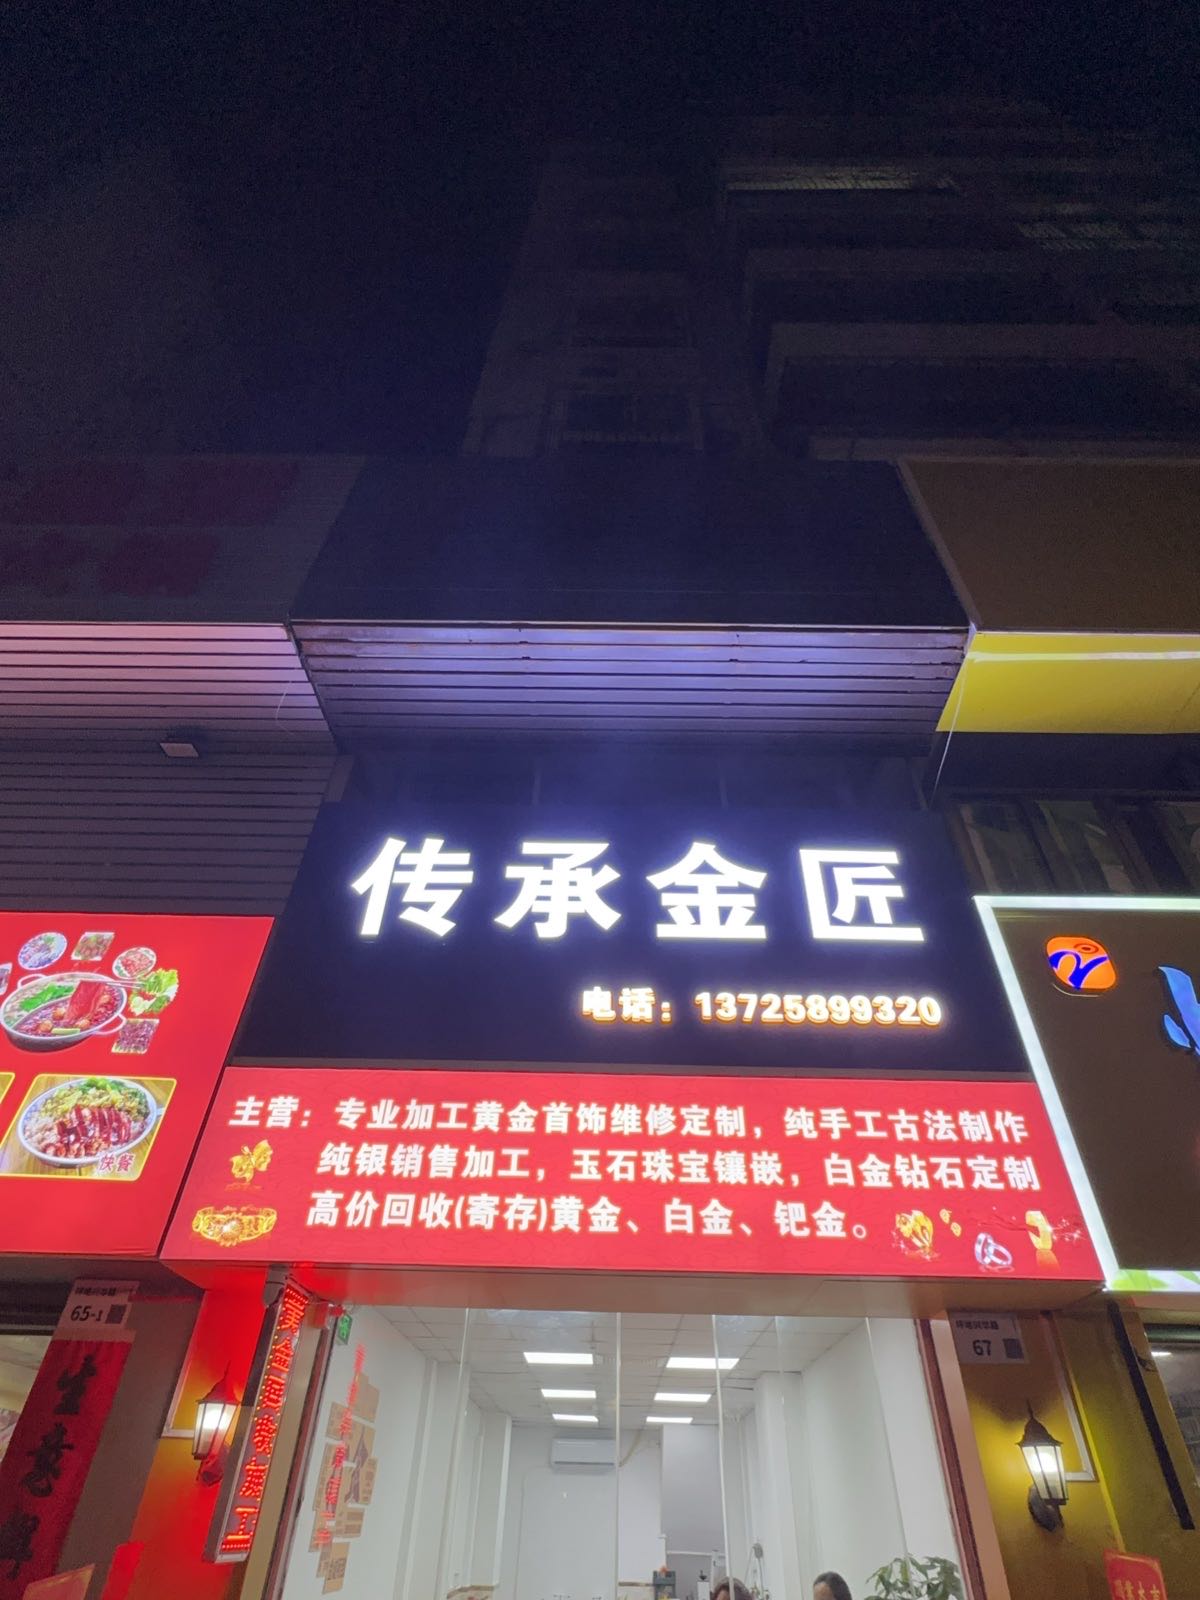 传承金匠
电话：13725899320
主营：专业加工黄金首饰维修定制，纯手工古法制作
纯银销售加工，玉石珠宝镶嵌，白金钻石定制
高价回收(寄存)黄金、白金、钯金。
快餐
65-1
67
生意